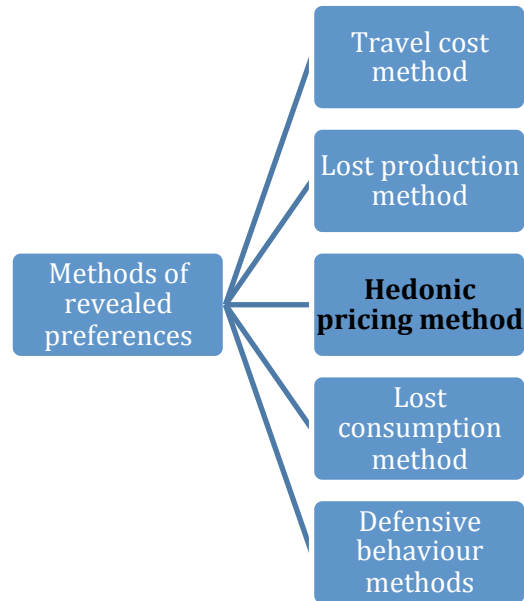 Travel cost
method
Lost production
method
Methods of
revealed
preferences
Hedonic
pricing method
Lost
consumption
method
Defensive
behaviour
methods